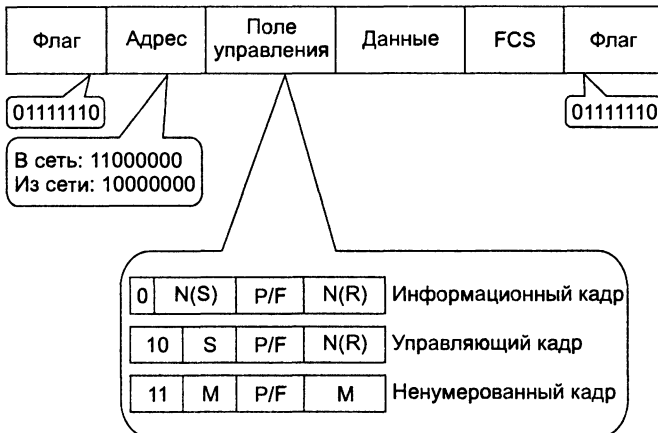 Флаг Адрес Поле управления Данные FCS Флаг
01111110 01111110
В сеть: 11000000
Из сети: 10000000
0 N(S) P/F N(R) Информационный кадр
10 S P/F N(R) Управляющий кадр
11 M P/F M Ненумерованный кадр